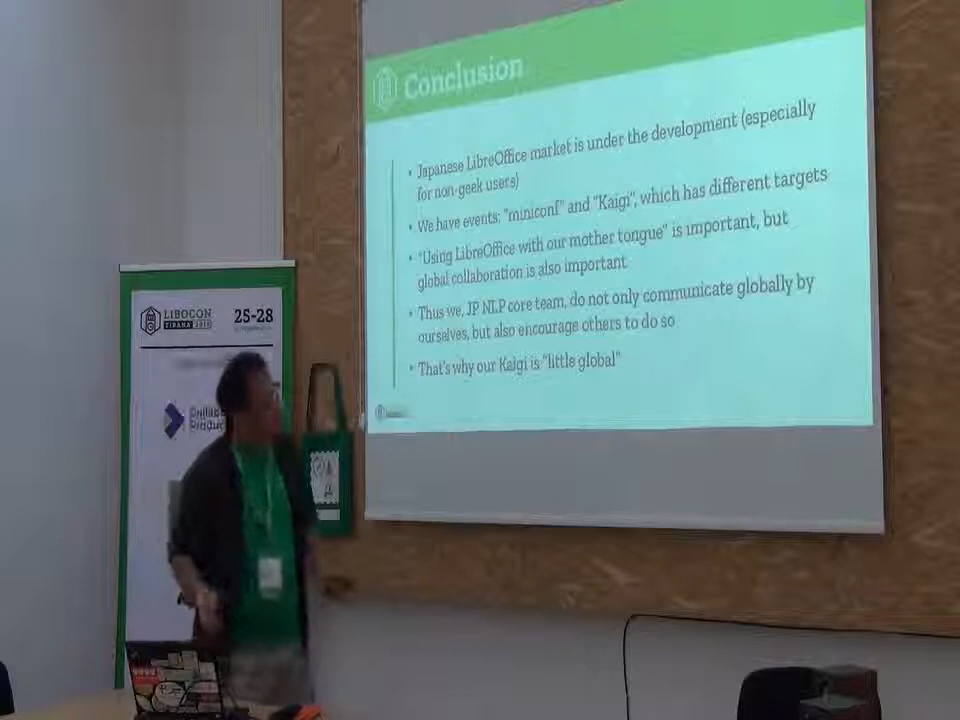 Conclusion
• Japanese LibreOffice market is under the development (especially
for non-geek users)
• We have events: "miniconf" and "Kaigi", which has different targets
• "Using LibreOffice with our mother tongue" is important, but
global collaboration is also important
• Thus we, JP NLP core team, do not only communicate globally by
ourselves, but also encourage others to do so
• That's why our Kaigi is "little global"
LIBOCON
TIRANA 2018
25-28